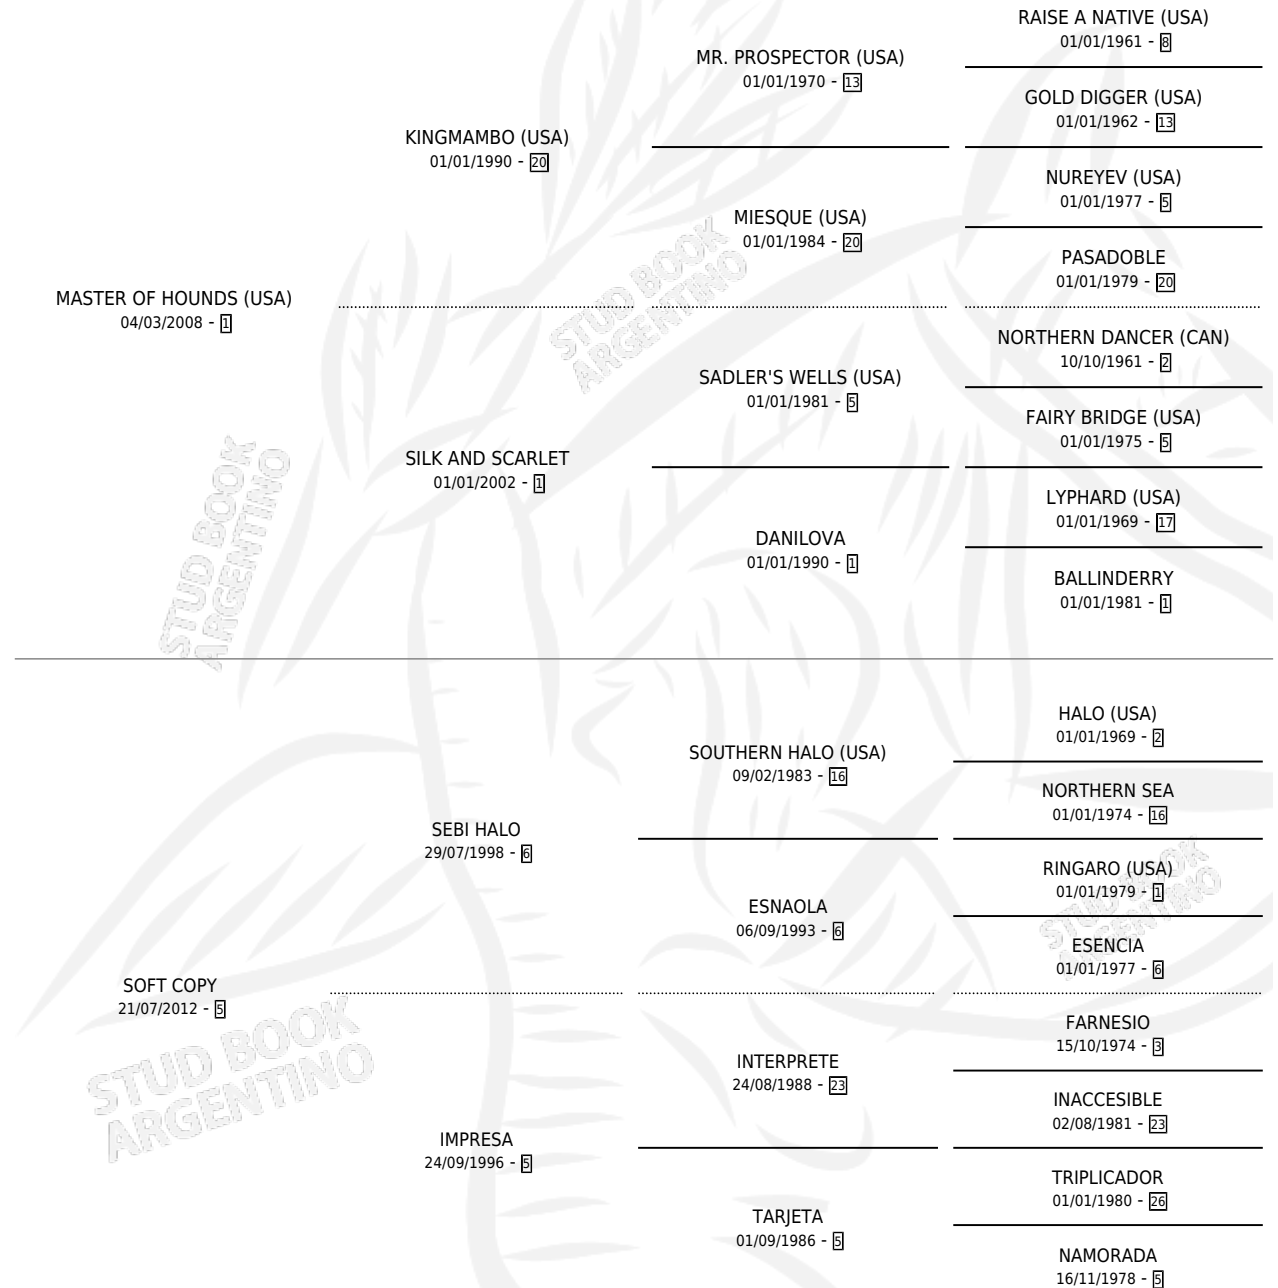 RAISE A NATIVE (USA)
01/01/1961 - 8
MR. PROSPECTOR (USA)
01/01/1970 - 13
GOLD DIGGER (USA)
01/01/1962 - 13
KINGMAMBO (USA)
01/01/1990 - 20
NUREYEV (USA)
01/01/1977 - 5
MIESQUE (USA)
01/01/1984 - 20
PASADOBLE
01/01/1979 - 20
MASTER OF HOUNDS (USA)
04/03/2008 - 1
NORTHERN DANCER (CAN)
10/10/1961 - 2
SADLER'S WELLS (USA)
01/01/1981 - 5
FAIRY BRIDGE (USA)
01/01/1975 - 5
SILK AND SCARLET
01/01/2002 - 1
LYPHARD (USA)
01/01/1969 - 17
DANILOVA
01/01/1990 - 1
BALLINDERRY
01/01/1981 - 1
HALO (USA)
01/01/1969 - 2
SOUTHERN HALO (USA)
09/02/1983 - 16
NORTHERN SEA
01/01/1974 - 16
SEBI HALO
29/07/1998 - 6
RINGARO (USA)
01/01/1979 - 1
ESNAOLA
06/09/1993 - 6
ESENCIA
01/01/1977 - 6
SOFT COPY
21/07/2012 - 5
FARNESIO
15/10/1974 - 3
INTERPRETE
24/08/1988 - 23
INACCESIBLE
02/08/1981 - 23
IMPRESA
24/09/1996 - 5
TRIPLICADOR
01/01/1980 - 26
TARJETA
01/09/1986 - 5
NAMORADA
16/11/1978 - 5
STUD BOOK
ARGENTINO
STUD BOOK
ARGENTINO
STUD BOOK
ARGENTINO
STUD BOOK
ARGENTINO